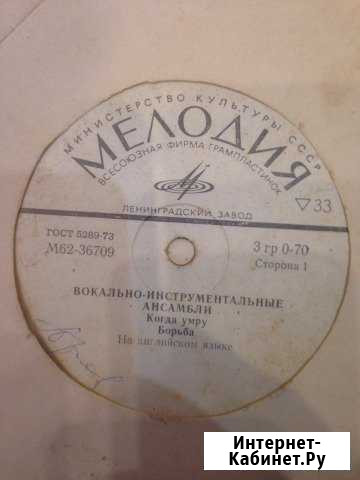 МИНИСТЕРСТВО КУЛЬТУРЫ СССР
МЕЛОДИЯ
ВСЕСОЮЗНАЯ ФИРМА ГРАМПЛАСТИНОК
ЛЕНИНГРАДСКИЙ ЗАВОД
▽33
ГОСТ 5289-73
М62-36709
3 гр 0-70
Сторона 1
ВОКАЛЬНО-ИНСТРУМЕНТАЛЬНЫЕ
АНСАМБЛИ
Когда умру
Борьба
На английском языке
Интернет-
Кабинет.Ру